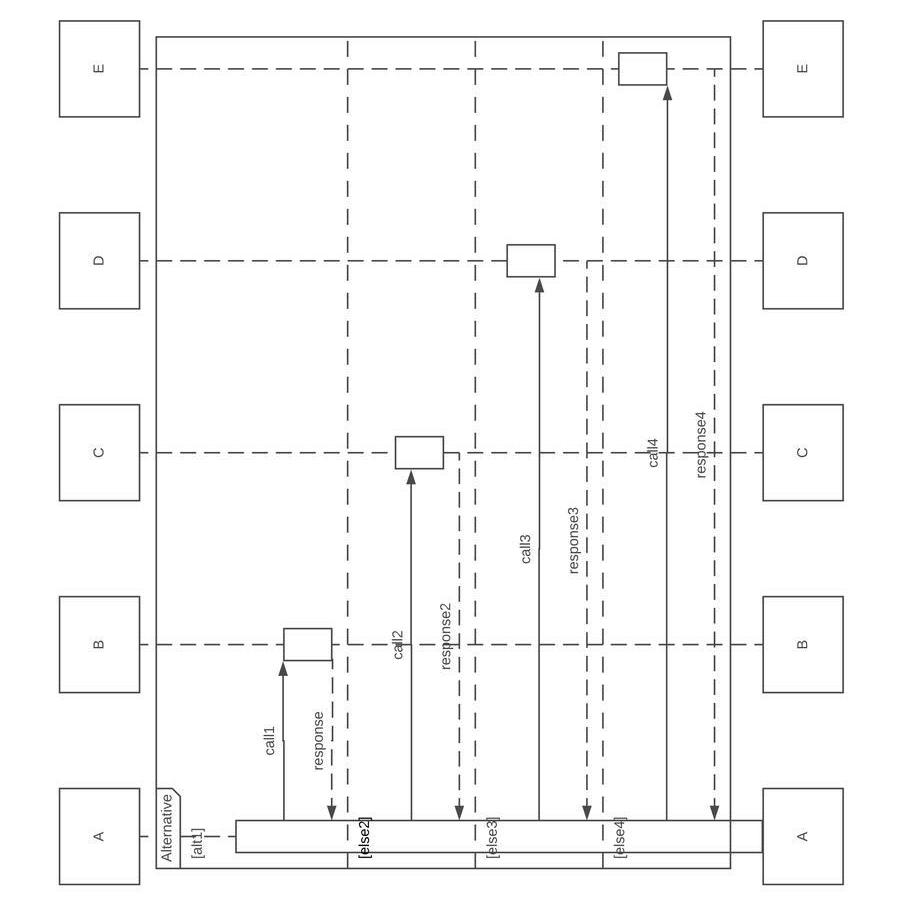 A
B
C
D
E
Alternative
[alt1]
call1
response
[else2]
call2
response2
[else3]
call3
response3
[else4]
call4
response4
A
B
C
D
E